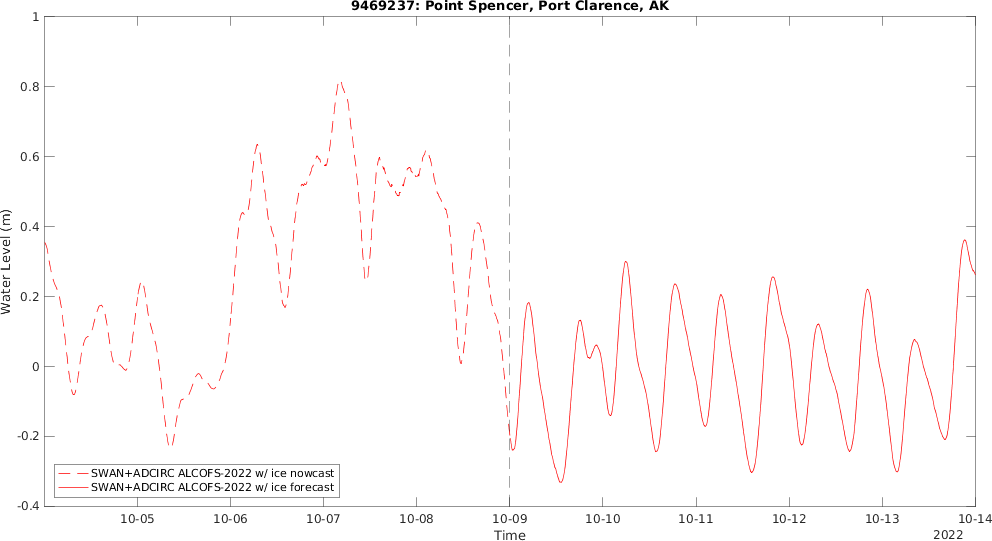 9469237: Point Spencer, Port Clarence, AK
1
0.8
0.6
0.4
0.2
0
-0.2
-0.4
Water Level (m)
SWAN+ADCIRC ALCOFS-2022 w/ ice nowcast
SWAN+ADCIRC ALCOFS-2022 w/ ice forecast
10-05 10-06 10-07 10-08 10-09 10-10 10-11 10-12 10-13 10-14
Time
2022